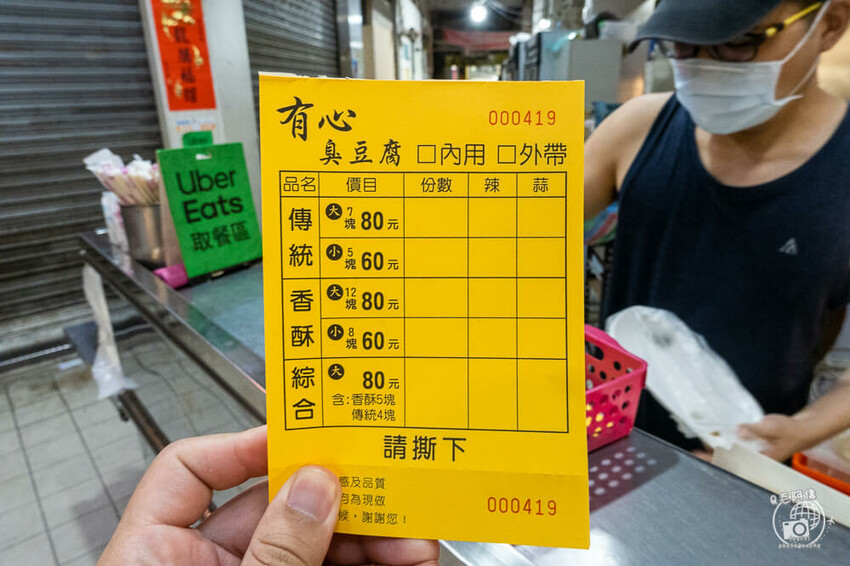 有心
000419
臭豆腐 □內用 □外帶
品名 價目 份數 辣 蒜
傳統 大 7塊 80元
小 5塊 60元
香酥 大 12塊 80元
小 8塊 60元
綜合 大 80元
含:香酥5塊
傳統4塊
請撕下
感及品質
均為現做
候,謝謝您!
000419
Uber
Eats
取餐區